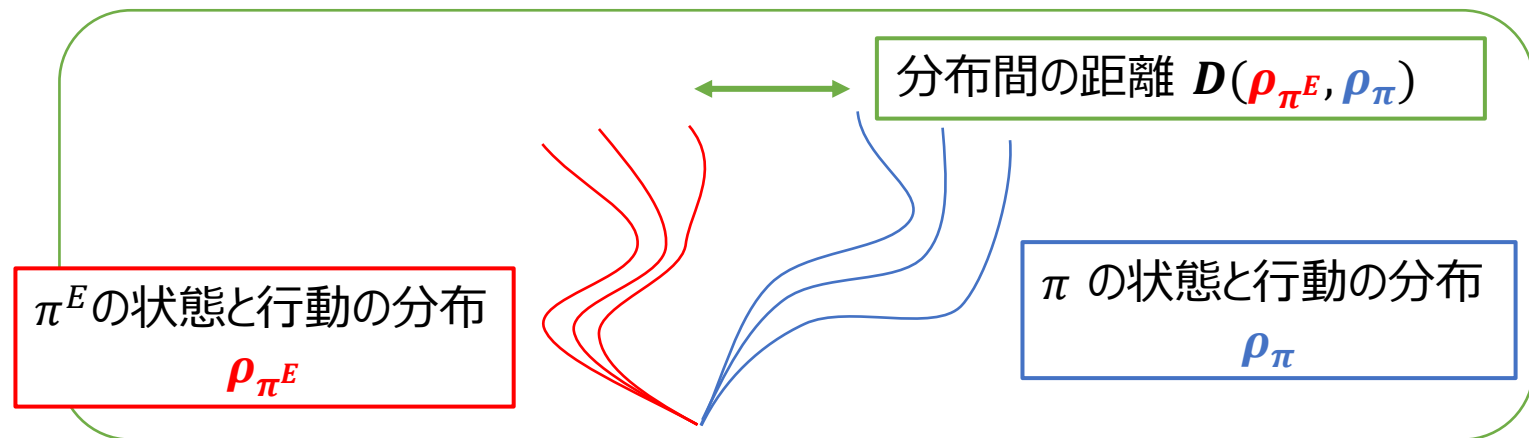 分布間の距離 D(ρ_{π^E}, ρ_π)
π^Eの状態と行動の分布
ρ_{π^E}
π の状態と行動の分布
ρ_π